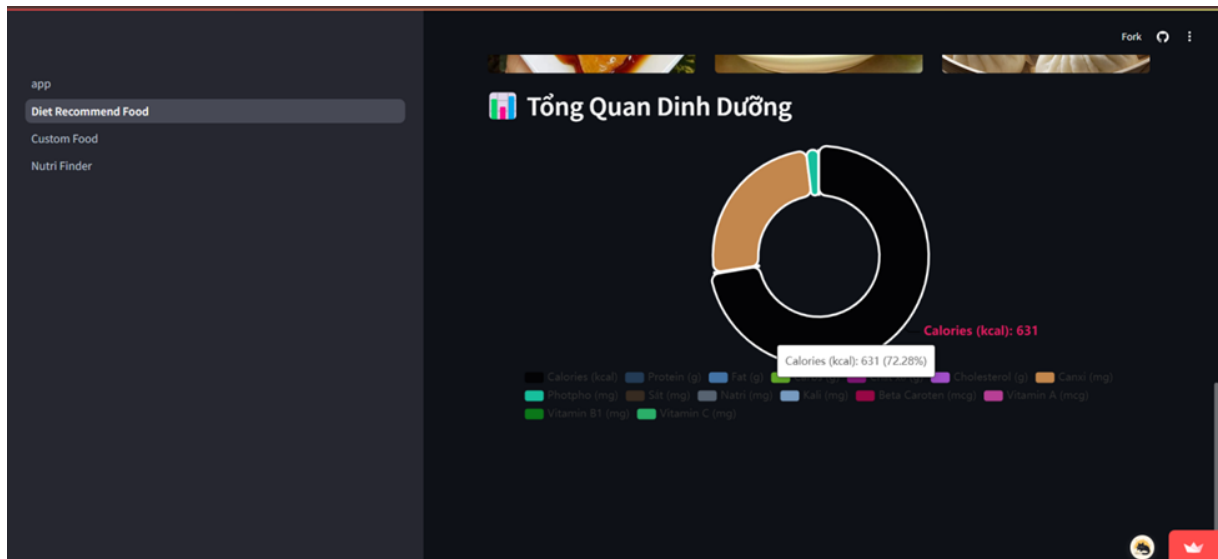 Fork
app
Diet Recommend Food
Custom Food
Nutri Finder
Tổng Quan Dinh Dưỡng
Calories (kcal): 631
Calories (kcal): 631 (72.28%)
Calories (kcal) Protein (g) Fat (g) Cholesterol (g) Canxi (mg)
Photpho (mg) Sắt (mg) Natri (mg) Kali (mg) Beta Caroten (mcg) Vitamin A (mcg)
Vitamin B1 (mg) Vitamin C (mg)